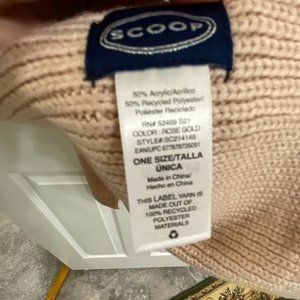 SCOOP
50% Acrylic/Acrílico
50% Recycled Polyester/
Poliéster Reciclado
RN# 52469 S21
COLOR: ROSE GOLD
STYLE#:SC214149
EAN/UPC 677878735091
ONE SIZE/TALLA
ÚNICA
Made in China/
Hecho en China
THIS LABEL YARN IS
MADE OUT OF
100% RECYCLED
POLYESTER
MATERIALS